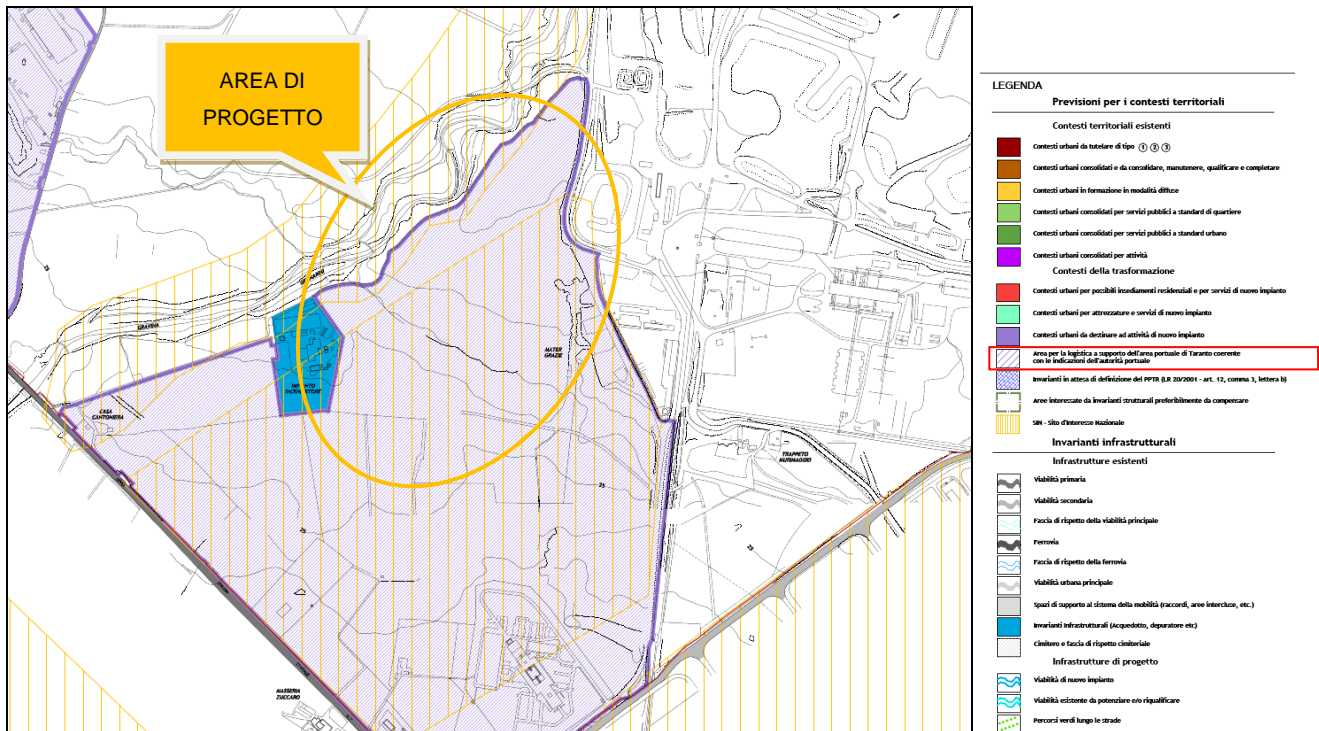 AREA DI
PROGETTO
25
GRAVINA
CASA
CANTONIERA
MATER
GRAZIE
TRAPPETO
25
25
25
MASSERIA
ZUCCARO
LEGENDA
Previsioni per i contesti territoriali
Contesti territoriali esistenti
Contesti urbani da tutelare di tipo ① ② ③
Contesti urbani consolidati e da consolidare, manutenere, qualificare e completare
Contesti urbani in formazione in modalità diffuse
Contesti urbani consolidati per servizi pubblici a standard di quartiere
Contesti urbani consolidati per servizi pubblici a standard urbano
Contesti urbani consolidati per attività
Contesti della trasformazione
Contesti urbani per possibili insediamenti residenziali e per servizi di nuovo impianto
Contesti urbani per attrezzature e servizi di nuovo impianto
Contesti urbani da destinare ad attività di nuovo impianto
Area per la logistica a supporto dell'area portuale di Taranto coerente
con le indicazioni dell'autorità portuale
Invarianti in attesa di definizione del PPTR (LR 20/2001 - art. 12, comma 3, lettera b)
Aree interessate da invarianti strutturali preferibilmente da compensare
SIN - Sito d'Interesse Nazionale
Invarianti infrastrutturali
Infrastrutture esistenti
Viabilità primaria
Viabilità secondaria
Fascia di rispetto della viabilità principale
Ferrovia
Fascia di rispetto della ferrovia
Viabilità urbana principale
Spazi di supporto al sistema della mobilità (raccordi, aree intercluse, etc.)
Invarianti Infrastrutturali (Acquedotto, depuratore etc)
Cimitero e fascia di rispetto cimiteriale
Infrastrutture di progetto
Viabilità di nuovo impianto
Viabilità esistente da potenziare e/o riqualificare
Percorsi verdi lungo le strade